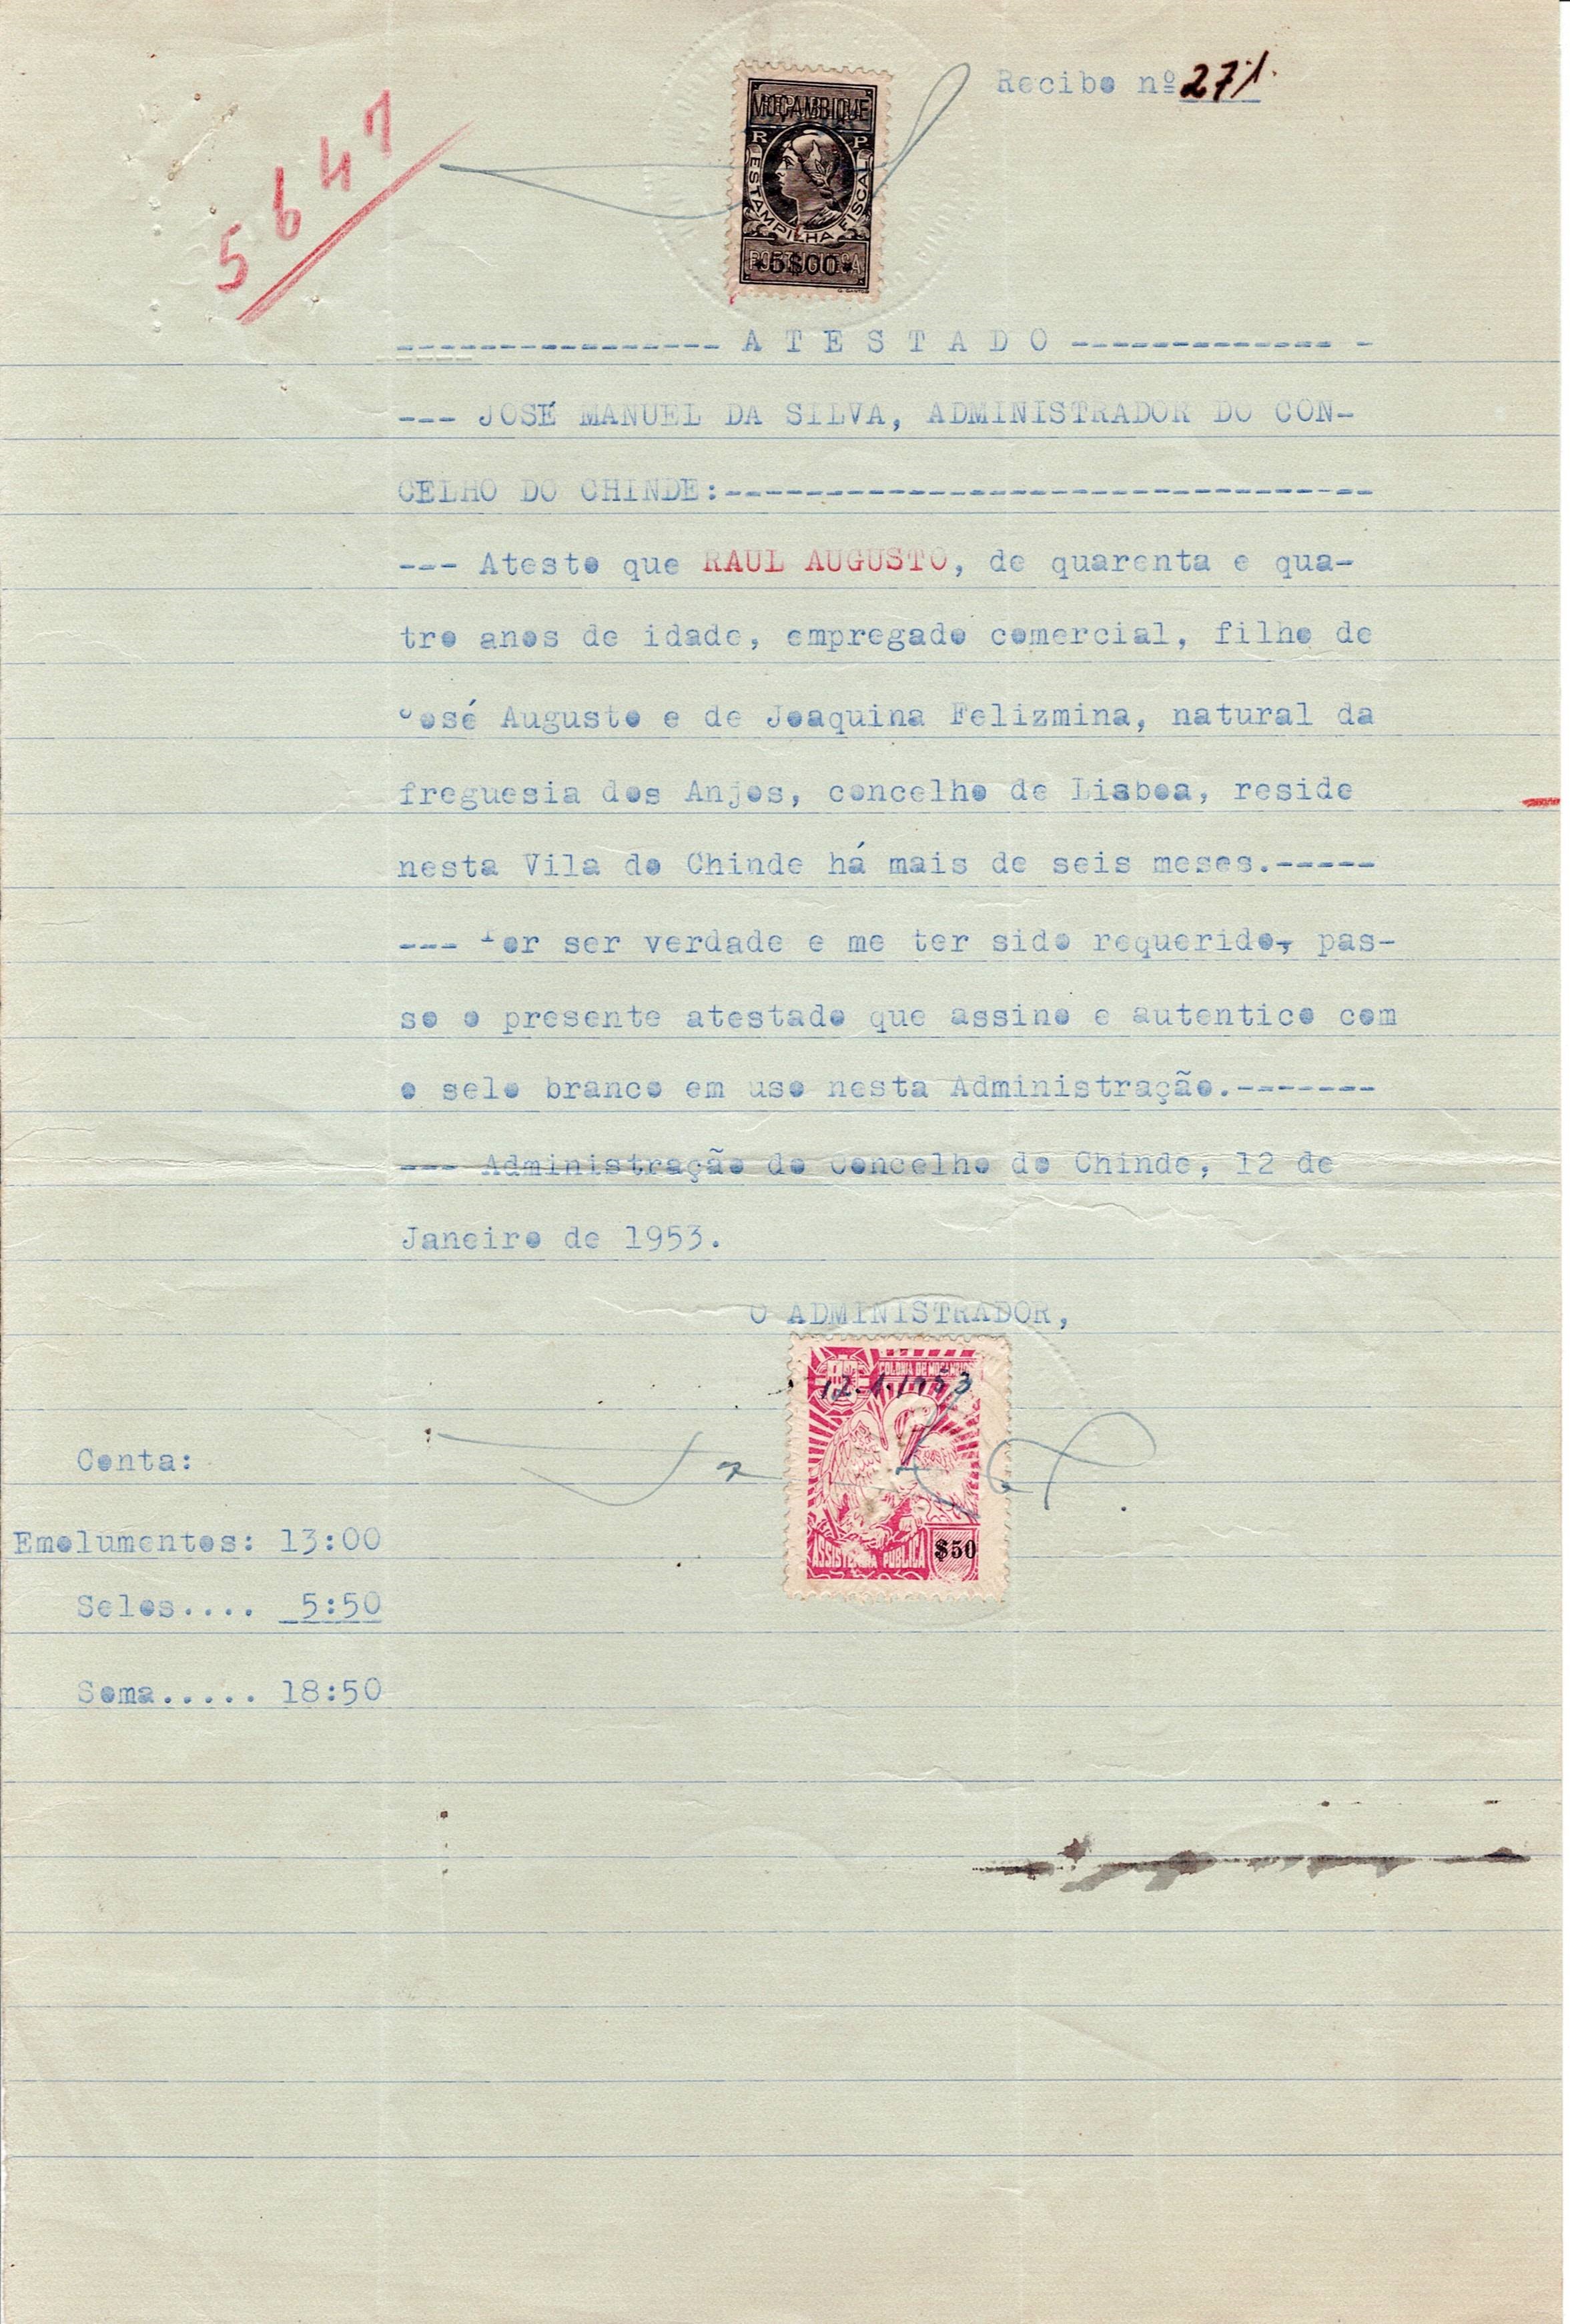 Recibo nº 271
5647
MOÇAMBIQUE
R P
ESTAMPILHA FISCAL
5$00
---------------- A T E S T A D O ------------- -
--- JOSÉ MANUEL DA SILVA, ADMINISTRADOR DO CON-
CELHO DO CHINDE:--------------------------------
--- Atesto que RAUL AUGUSTO, de quarenta e qua-
tro anos de idade, empregado comercial, filho de
José Augusto e de Joaquina Felizmina, natural da
freguesia dos Anjos, concelho de Lisboa, reside
nesta Vila do Chinde há mais de seis meses.-----
--- Por ser verdade e me ter sido requerido, pas-
so o presente atestado que assino e autentico com
o selo branco em uso nesta Administração.-------
--- Administração do Concelho do Chinde, 12 de
Janeiro de 1953.
O ADMINISTRADOR,
COLONIA DE MOÇAMBIQUE
12.1.1953
ASSISTENCIA PUBLICA $50
Conta:
Emolumentos: 13:00
Selos.... 5:50
Soma..... 18:50